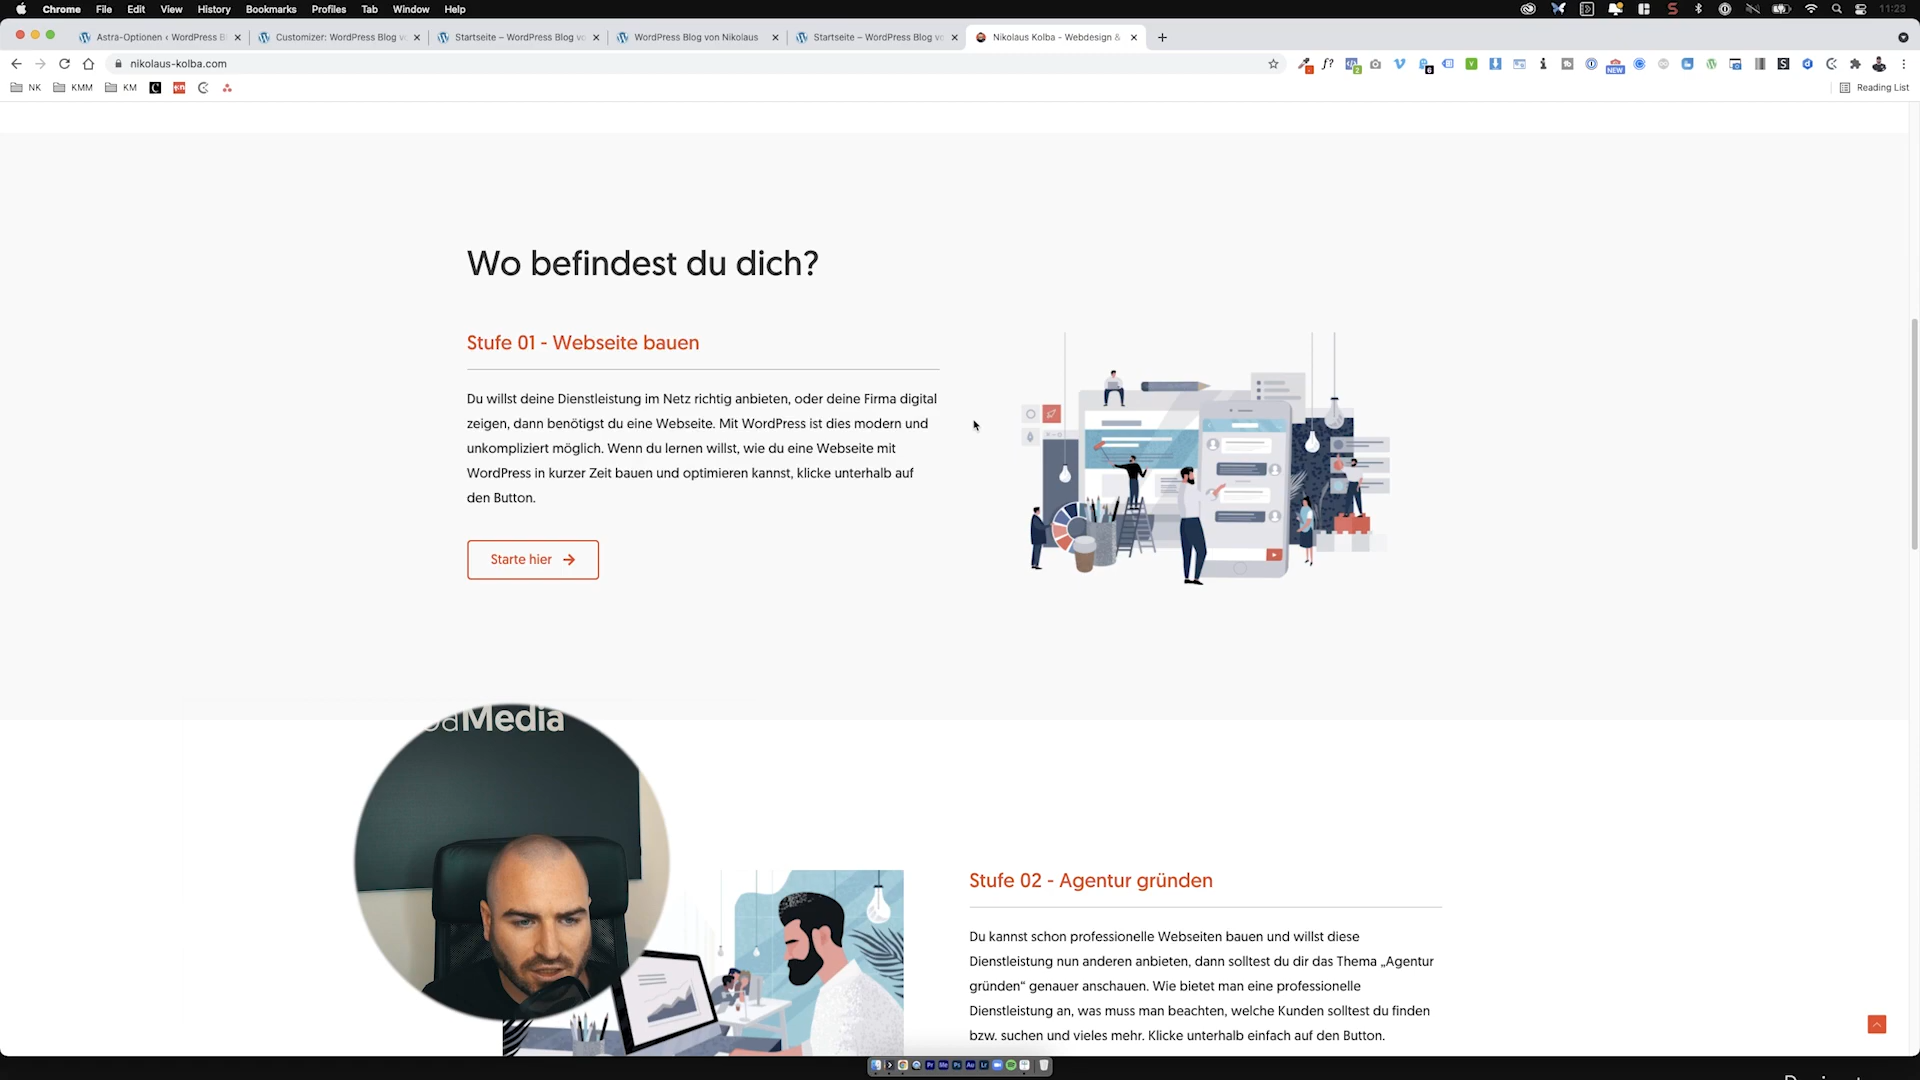 Chrome File Edit View History Bookmarks Profiles Tab Window Help 11:23
Astra-Optionen ‹ WordPress B
Customizer: WordPress Blog v
Startseite – WordPress Blog vo
WordPress Blog von Nikolaus
Startseite – WordPress Blog vo
Nikolaus Kolba - Webdesign &
nikolaus-kolba.com
NK KMM KM Reading List
Wo befindest du dich?
Stufe 01 - Webseite bauen
Du willst deine Dienstleistung im Netz richtig anbieten, oder deine Firma digital
zeigen, dann benötigst du eine Webseite. Mit WordPress ist dies modern und
unkompliziert möglich. Wenn du lernen willst, wie du eine Webseite mit
WordPress in kurzer Zeit bauen und optimieren kannst, klicke unterhalb auf
den Button.
Starte hier
Media
Stufe 02 - Agentur gründen
Du kannst schon professionelle Webseiten bauen und willst diese
Dienstleistung nun anderen anbieten, dann solltest du dir das Thema „Agentur
gründen“ genauer anschauen. Wie bietet man eine professionelle
Dienstleistung an, was muss man beachten, welche Kunden solltest du finden
bzw. suchen und vieles mehr. Klicke unterhalb einfach auf den Button.